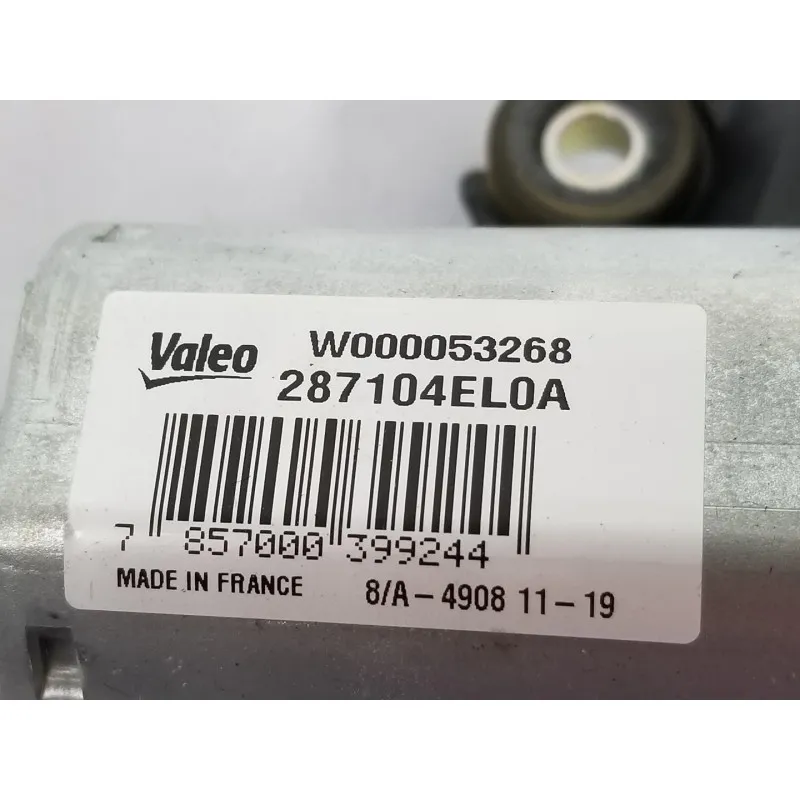 Valeo W000053268
287104EL0A
7 857000 399244
MADE IN FRANCE 8/A-4908 11-19